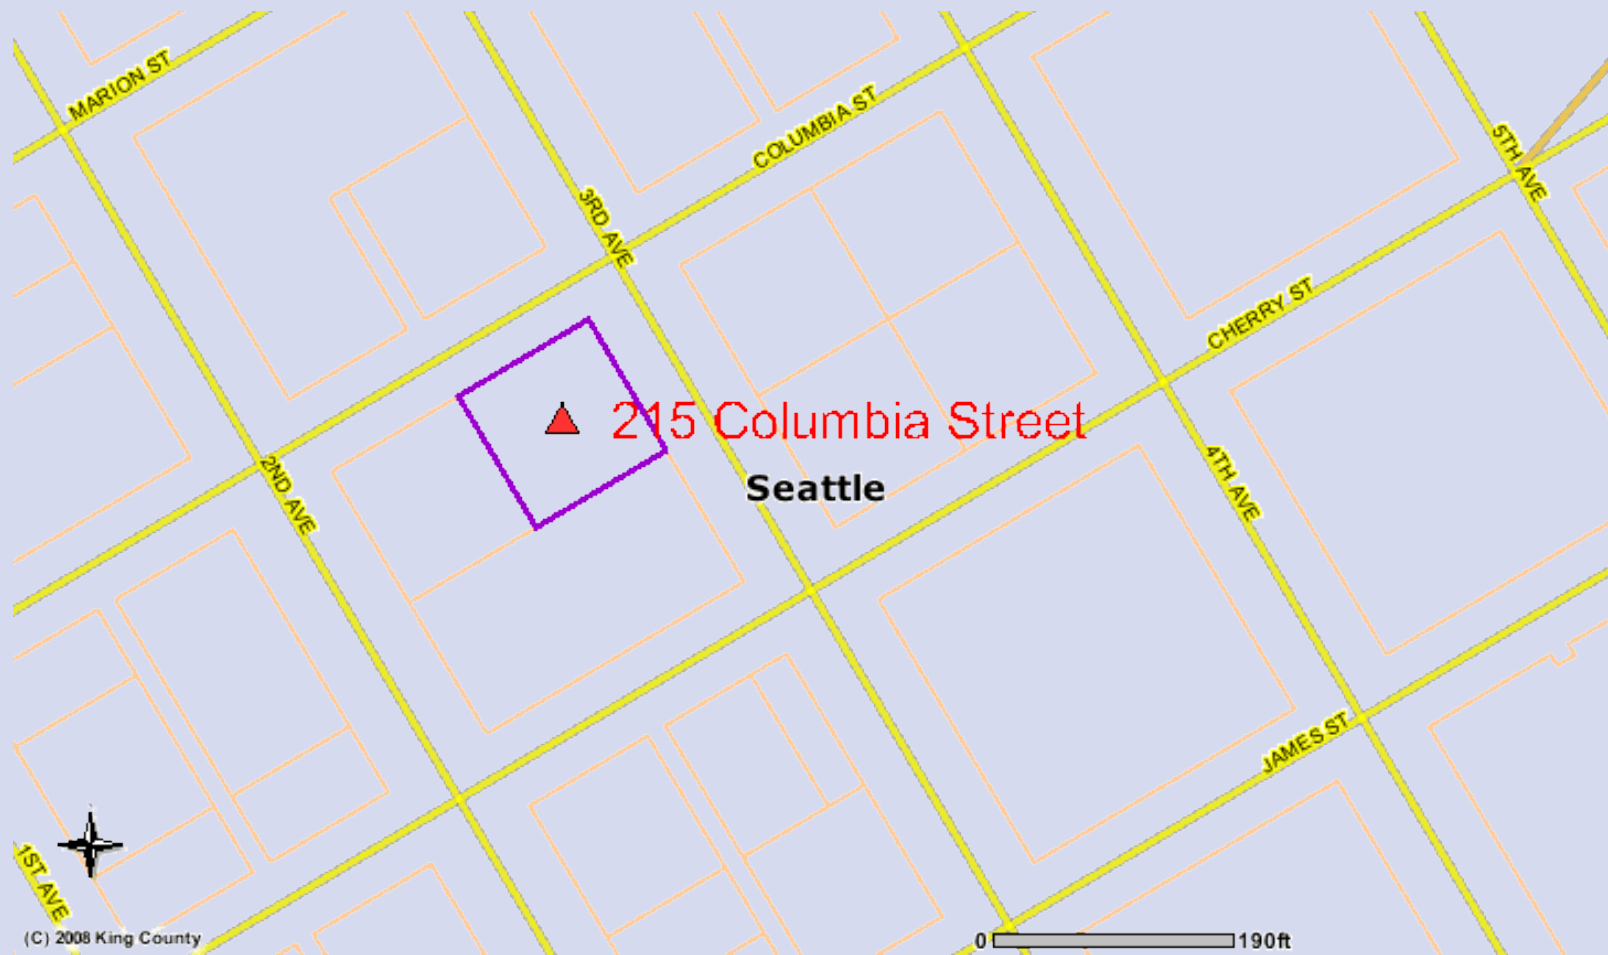 MARION ST
COLUMBIA ST
5TH AVE
3RD AVE
CHERRY ST
215 Columbia Street
Seattle
2ND AVE
4TH AVE
JAMES ST
1ST AVE
(C) 2008 King County
0 190ft